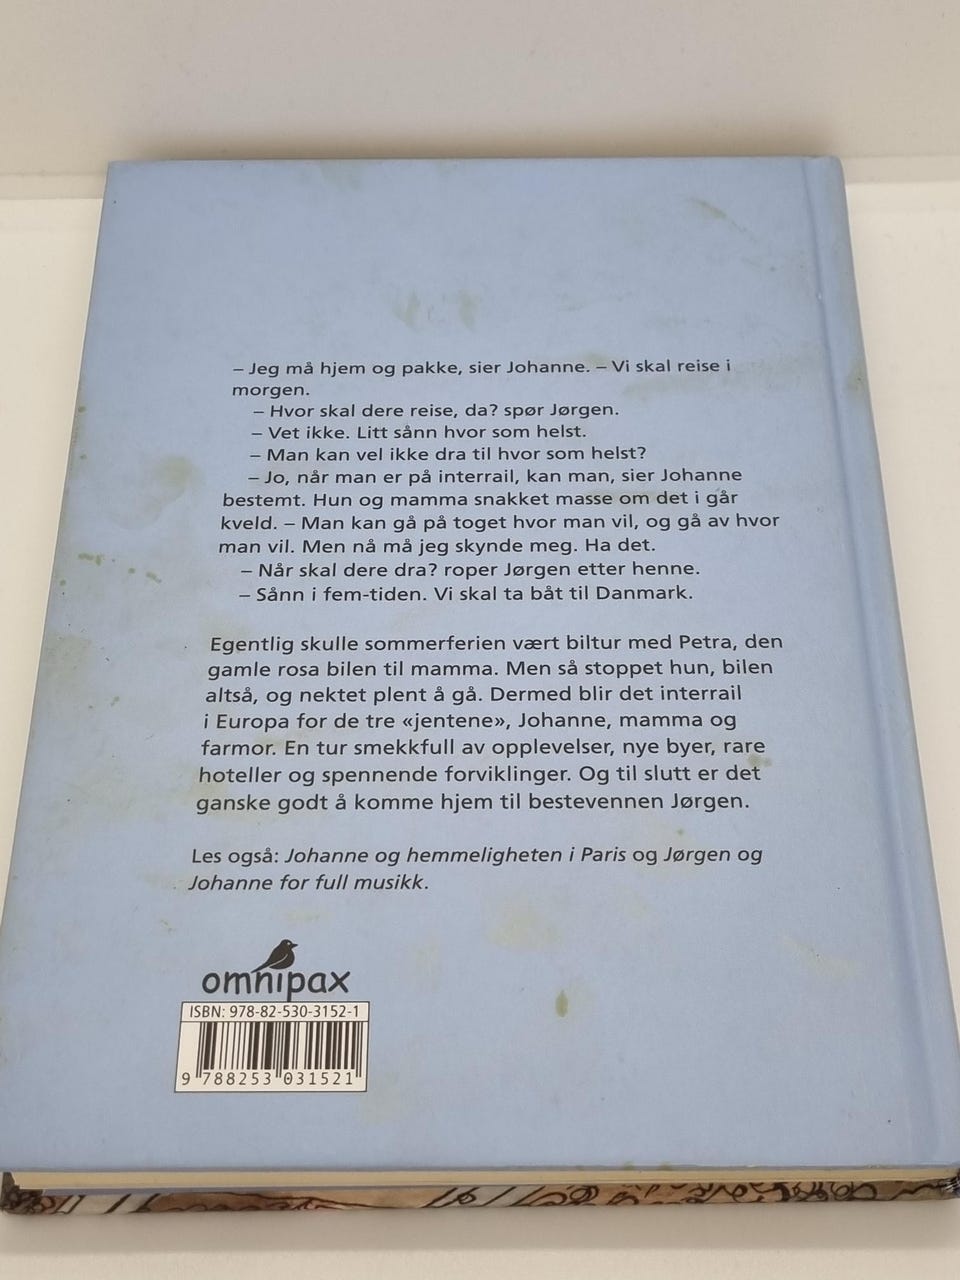 – Jeg må hjem og pakke, sier Johanne. – Vi skal reise i
morgen.
– Hvor skal dere reise, da? spør Jørgen.
– Vet ikke. Litt sånn hvor som helst.
– Man kan vel ikke dra til hvor som helst?
– Jo, når man er på interrail, kan man, sier Johanne
bestemt. Hun og mamma snakket masse om det i går
kveld. – Man kan gå på toget hvor man vil, og gå av hvor
man vil. Men nå må jeg skynde meg. Ha det.
– Når skal dere dra? roper Jørgen etter henne.
– Sånn i fem-tiden. Vi skal ta båt til Danmark.
Egentlig skulle sommerferien vært biltur med Petra, den
gamle rosa bilen til mamma. Men så stoppet hun, bilen
altså, og nektet plent å gå. Dermed blir det interrail
i Europa for de tre «jentene», Johanne, mamma og
farmor. En tur smekkfull av opplevelser, nye byer, rare
hoteller og spennende forviklinger. Og til slutt er det
ganske godt å komme hjem til bestevennen Jørgen.
Les også: Johanne og hemmeligheten i Paris og Jørgen og
Johanne for full musikk.
omnipax
ISBN: 978-82-530-3152-1
9 788253 031521